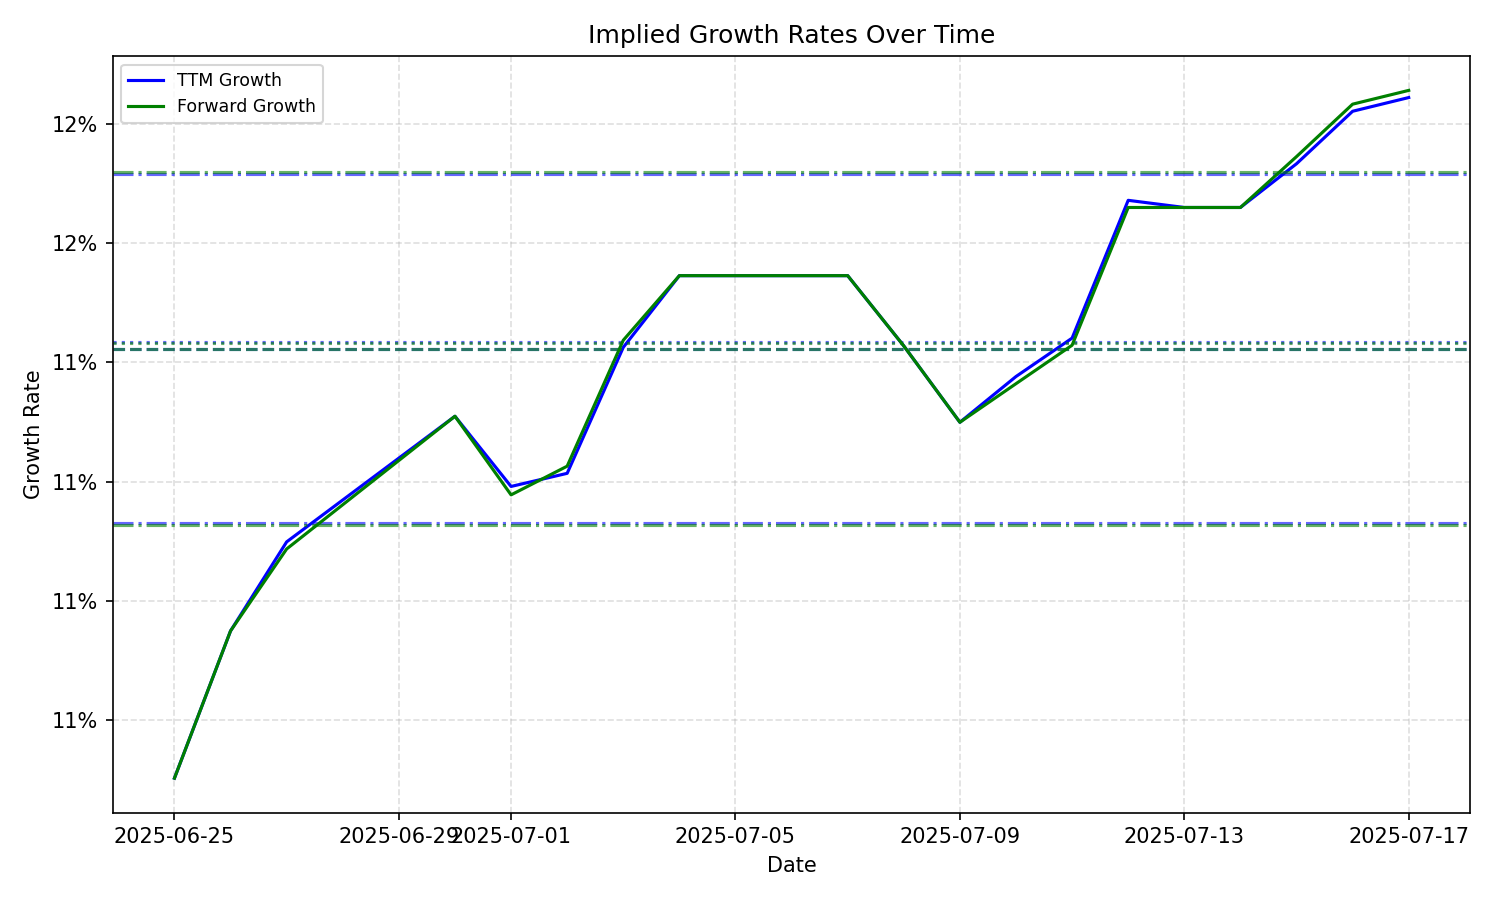 Implied Growth Rates Over Time
TTM Growth
Forward Growth
12%
12%
11%
11%
11%
11%
Growth Rate
2025-06-25
2025-06-29
2025-07-01
2025-07-05
2025-07-09
2025-07-13
2025-07-17
Date